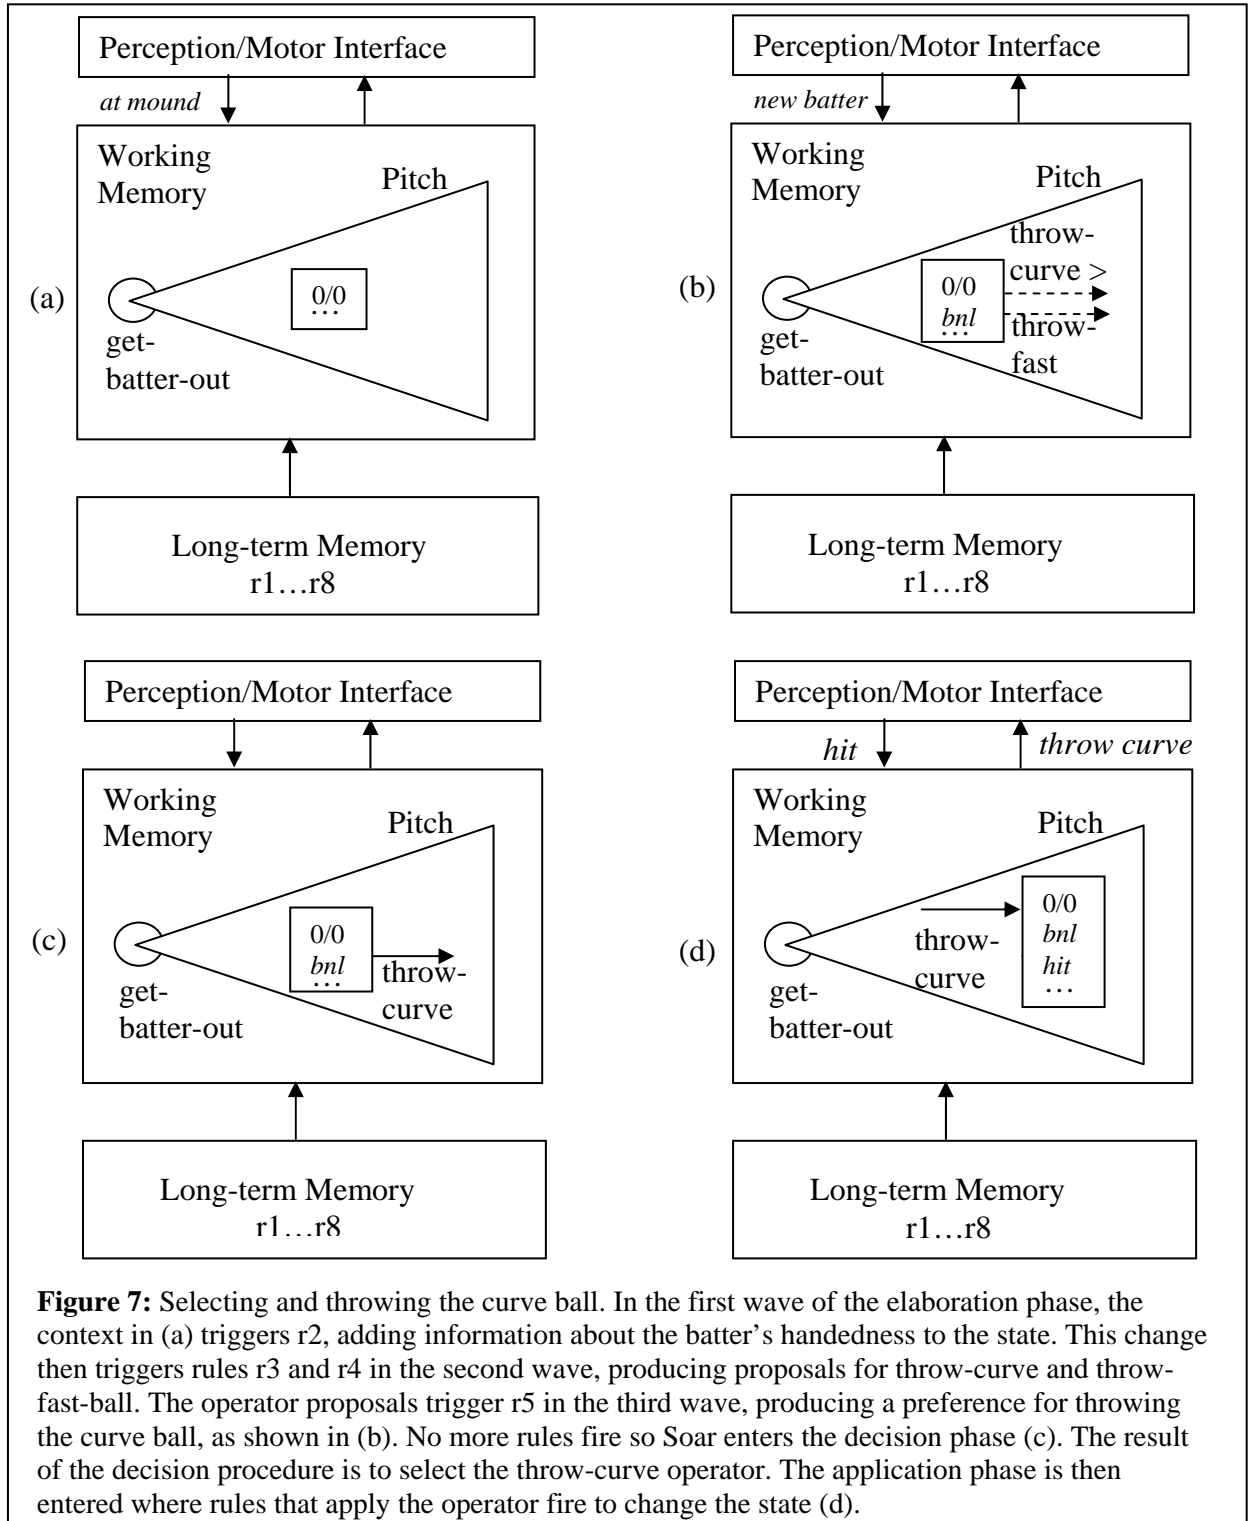 Perception/Motor Interface
at mound
Working
Memory
Pitch
(a)
0/0
...
get-
batter-out
Long-term Memory
r1...r8
Perception/Motor Interface
new batter
Working
Memory
Pitch
throw-
curve >
(b)
0/0
bnl
...
throw-
fast
get-
batter-out
Long-term Memory
r1...r8
Perception/Motor Interface
Working
Memory
Pitch
(c)
0/0
bnl
...
throw-
curve
get-
batter-out
Long-term Memory
r1...r8
Perception/Motor Interface
hit
throw curve
Working
Memory
Pitch
(d)
throw-
curve
0/0
bnl
hit
...
get-
batter-out
Long-term Memory
r1...r8
Figure 7: Selecting and throwing the curve ball. In the first wave of the elaboration phase, the
context in (a) triggers r2, adding information about the batter's handedness to the state. This change
then triggers rules r3 and r4 in the second wave, producing proposals for throw-curve and throw-
fast-ball. The operator proposals trigger r5 in the third wave, producing a preference for throwing
the curve ball, as shown in (b). No more rules fire so Soar enters the decision phase (c). The result
of the decision procedure is to select the throw-curve operator. The application phase is then
entered where rules that apply the operator fire to change the state (d).